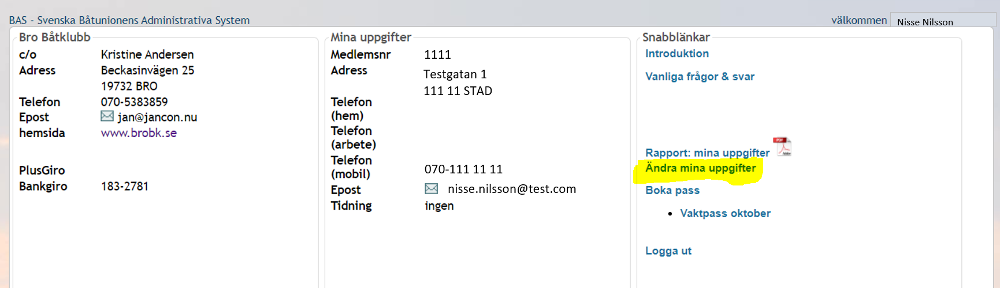 BAS - Svenska Båtunionens Administrativa System
välkommen Nisse Nilsson
Bro Båtklubb
c/o Kristine Andersen
Adress Beckasinvägen 25
19732 BRO
Telefon 070-5383859
Epost jan@jancon.nu
hemsida www.brobk.se
PlusGiro
Bankgiro 183-2781
Mina uppgifter
Medlemsnr 1111
Adress Testgatan 1
111 11 STAD
Telefon
(hem)
Telefon
(arbete)
Telefon
(mobil) 070-111 11 11
Epost nisse.nilsson@test.com
Tidning ingen
Snabblänkar
Introduktion
Vanliga frågor & svar
Rapport: mina uppgifter PDF Adobe
Ändra mina uppgifter
Boka pass
• Vaktpass oktober
Logga ut